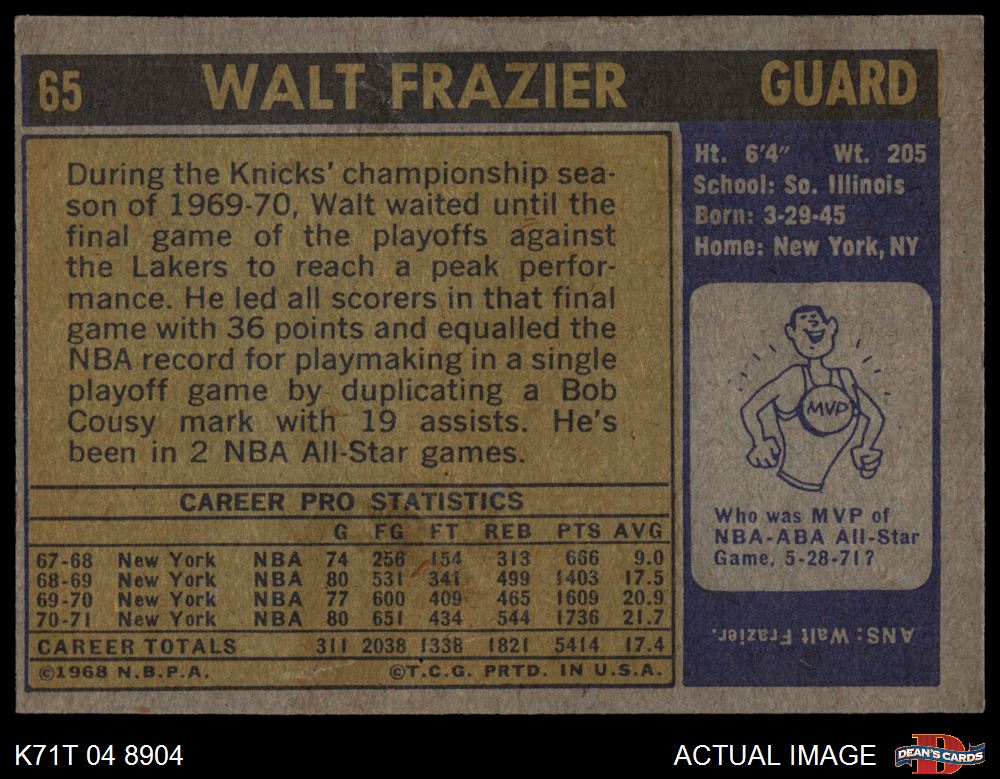 65 WALT FRAZIER GUARD
During the Knicks' championship sea-
son of 1969-70, Walt waited until the
final game of the playoffs against
the Lakers to reach a peak perfor-
mance. He led all scorers in that final
game with 36 points and equalled the
NBA record for playmaking in a single
playoff game by duplicating a Bob
Cousy mark with 19 assists. He's
been in 2 NBA All-Star games.
CAREER PRO STATISTICS
G FG FT REB PTS AVG
67-68 New York NBA 74 256 154 313 666 9.0
68-69 New York NBA 80 531 341 499 1403 17.5
69-70 New York NBA 77 600 409 465 1609 20.9
70-71 New York NBA 80 651 434 544 1736 21.7
CAREER TOTALS 311 2038 1338 1821 5414 17.4
©1968 N.B.P.A. ©T.C.G. PRTD. IN U.S.A.
Ht. 6'4" Wt. 205
School: So. Illinois
Born: 3-29-45
Home: New York, NY
MVP
Who was MVP of
NBA-ABA All-Star
Game, 5-28-71?
ANS: Walt Frazier.
K71T 04 8904 ACTUAL IMAGE
D
DEAN'S CARDS